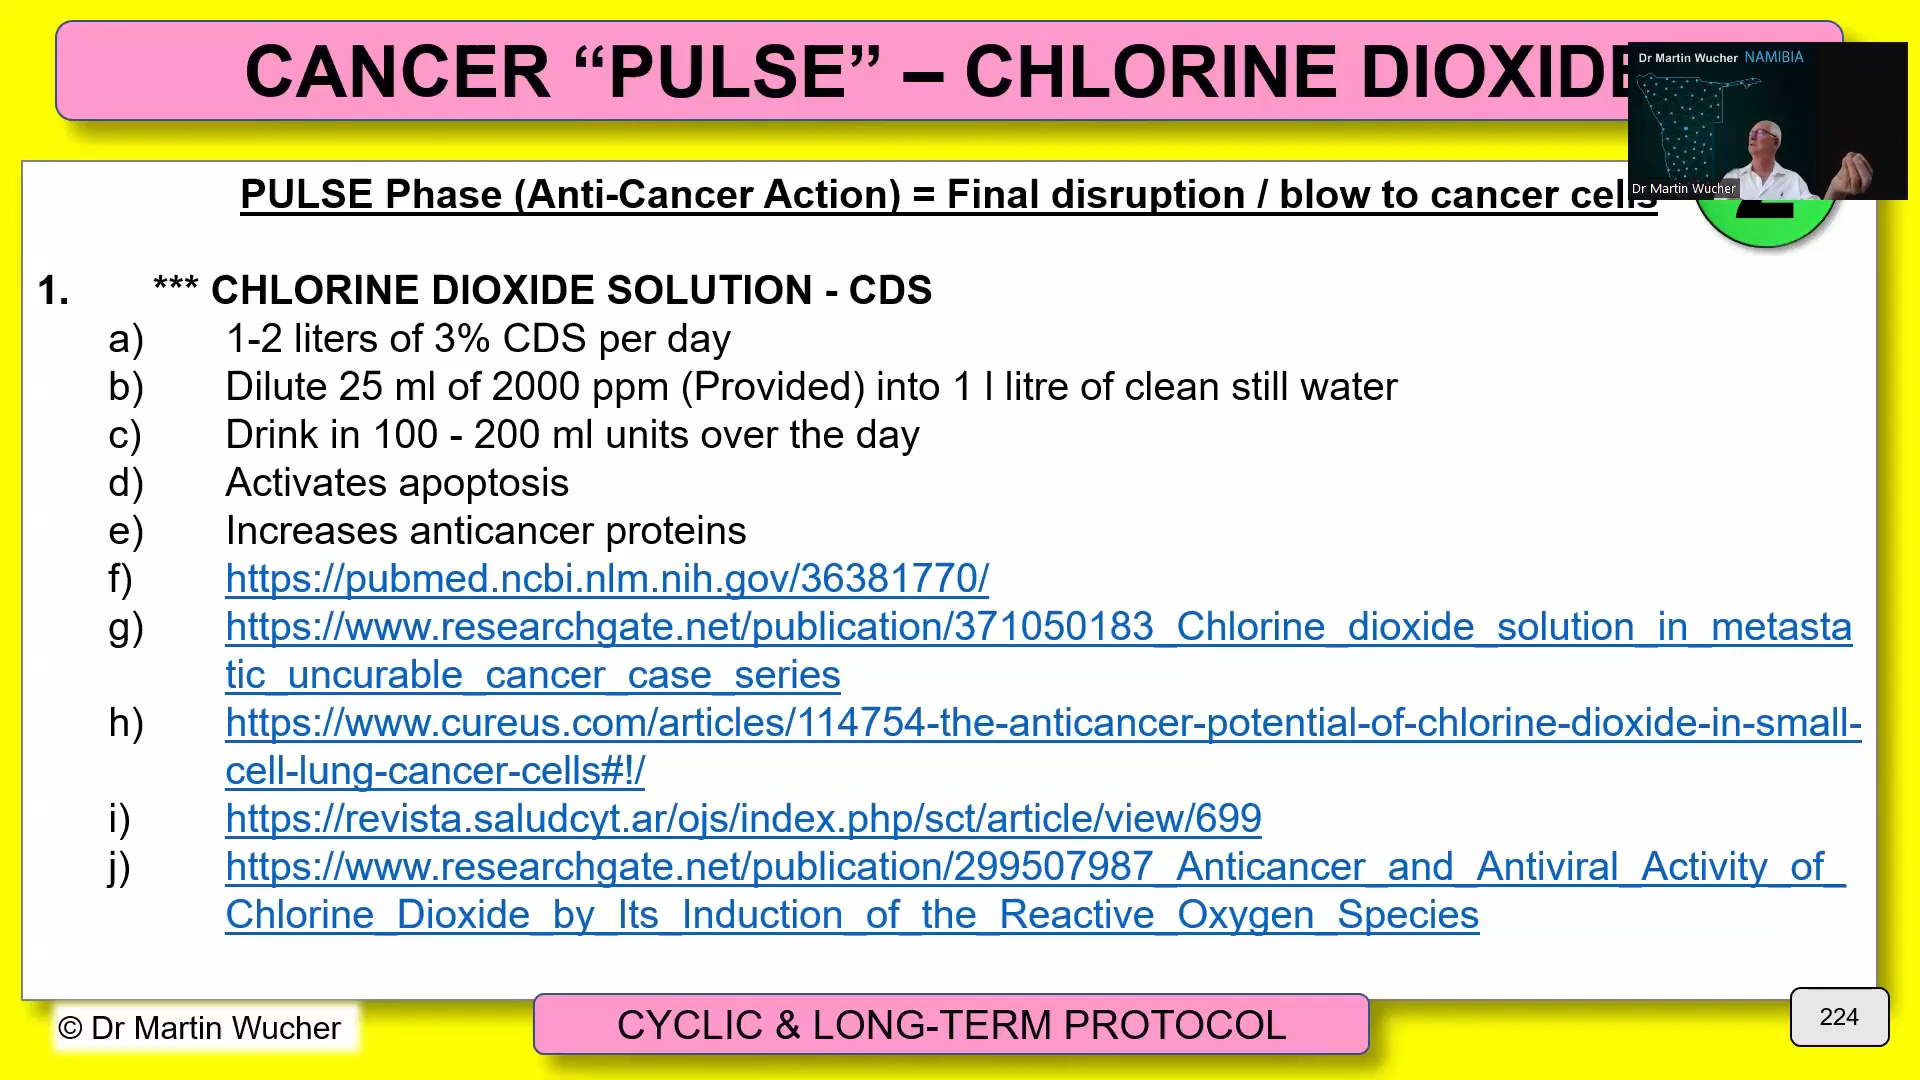 CANCER “PULSE” – CHLORINE DIOXIDE
Dr Martin Wucher NAMIBIA
Dr Martin Wucher
PULSE Phase (Anti-Cancer Action) = Final disruption / blow to cancer cells
1. *** CHLORINE DIOXIDE SOLUTION - CDS
a) 1-2 liters of 3% CDS per day
b) Dilute 25 ml of 2000 ppm (Provided) into 1 l litre of clean still water
c) Drink in 100 - 200 ml units over the day
d) Activates apoptosis
e) Increases anticancer proteins
f) https://pubmed.ncbi.nlm.nih.gov/36381770/
g) https://www.researchgate.net/publication/371050183_Chlorine_dioxide_solution_in_metasta
tic_uncurable_cancer_case_series
h) https://www.cureus.com/articles/114754-the-anticancer-potential-of-chlorine-dioxide-in-small-
cell-lung-cancer-cells#!/
i) https://revista.saludcyt.ar/ojs/index.php/sct/article/view/699
j) https://www.researchgate.net/publication/299507987_Anticancer_and_Antiviral_Activity_of_
Chlorine_Dioxide_by_Its_Induction_of_the_Reactive_Oxygen_Species
© Dr Martin Wucher
CYCLIC & LONG-TERM PROTOCOL
224